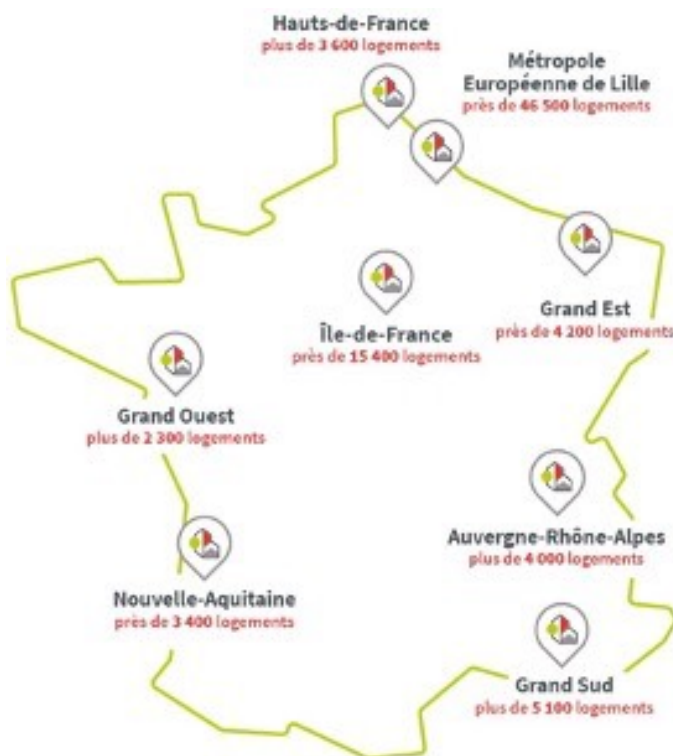 Hauts-de-France
plus de 3 600 logements
Métropole
Européenne de Lille
près de 46 500 logements
Grand Est
près de 4 200 logements
Île-de-France
près de 15 400 logements
Grand Ouest
plus de 2 300 logements
Auvergne-Rhône-Alpes
plus de 4 000 logements
Nouvelle-Aquitaine
près de 3 400 logements
Grand Sud
plus de 5 100 logements